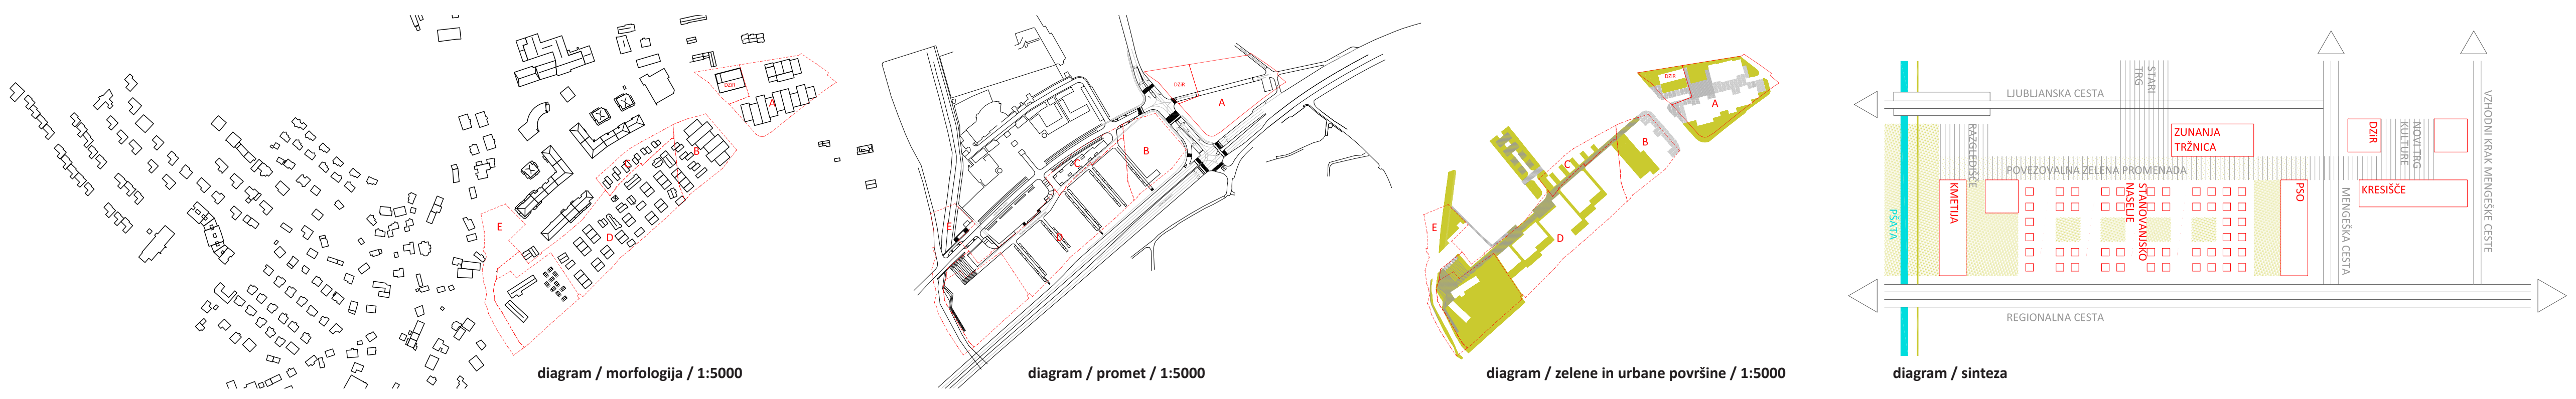 DZIR
A
B
C
D
E
diagram / morfologija / 1:5000
DZIR
A
B
C
D
E
diagram / promet / 1:5000
DZIR
A
B
C
D
E
diagram / zelene in urbane površine / 1:5000
LJUBLJANSKA CESTA
STARI
TRG
RAZGLEDIŠČE
ZUNANJA
TRŽNICA
DZIR
NOVI TRG
KULTURE
VZHODNI KRAK MENGEŠKE CESTE
POVEZOVALNA ZELENA PROMENADA
PŠATA
KMETIJA
STANOVANJSKO
NASELJE
PSO
MENGEŠKA CESTA
KRESIŠČE
REGIONALNA CESTA
diagram / sinteza